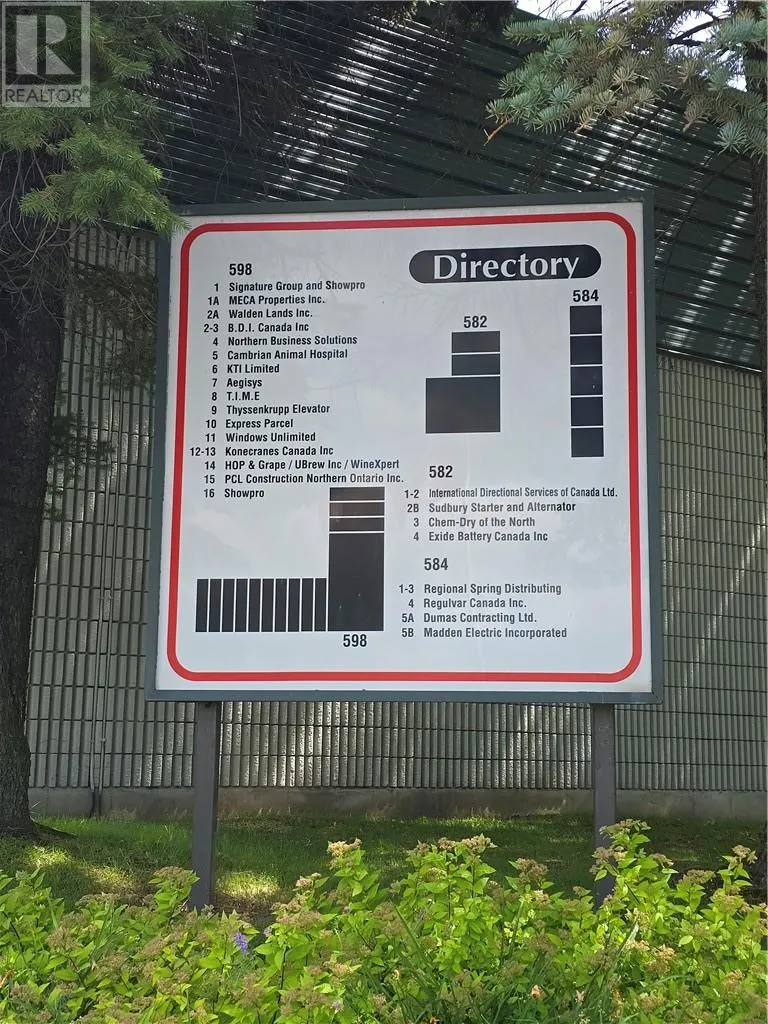 R
REALTOR®
Directory
598
1 Signature Group and Showpro
1A MECA Properties Inc.
2A Walden Lands Inc.
2-3 B.D.I. Canada Inc
4 Northern Business Solutions
5 Cambrian Animal Hospital
6 KTI Limited
7 Aegisys
8 T.I.M.E
9 Thyssenkrupp Elevator
10 Express Parcel
11 Windows Unlimited
12-13 Konecranes Canada Inc
14 HOP & Grape / UBrew Inc / WineXpert
15 PCL Construction Northern Ontario Inc.
16 Showpro
598
582
584
582
1-2 International Directional Services of Canada Ltd.
2B Sudbury Starter and Alternator
3 Chem-Dry of the North
4 Exide Battery Canada Inc
584
1-3 Regional Spring Distributing
4 Regulvar Canada Inc.
5A Dumas Contracting Ltd.
5B Madden Electric Incorporated